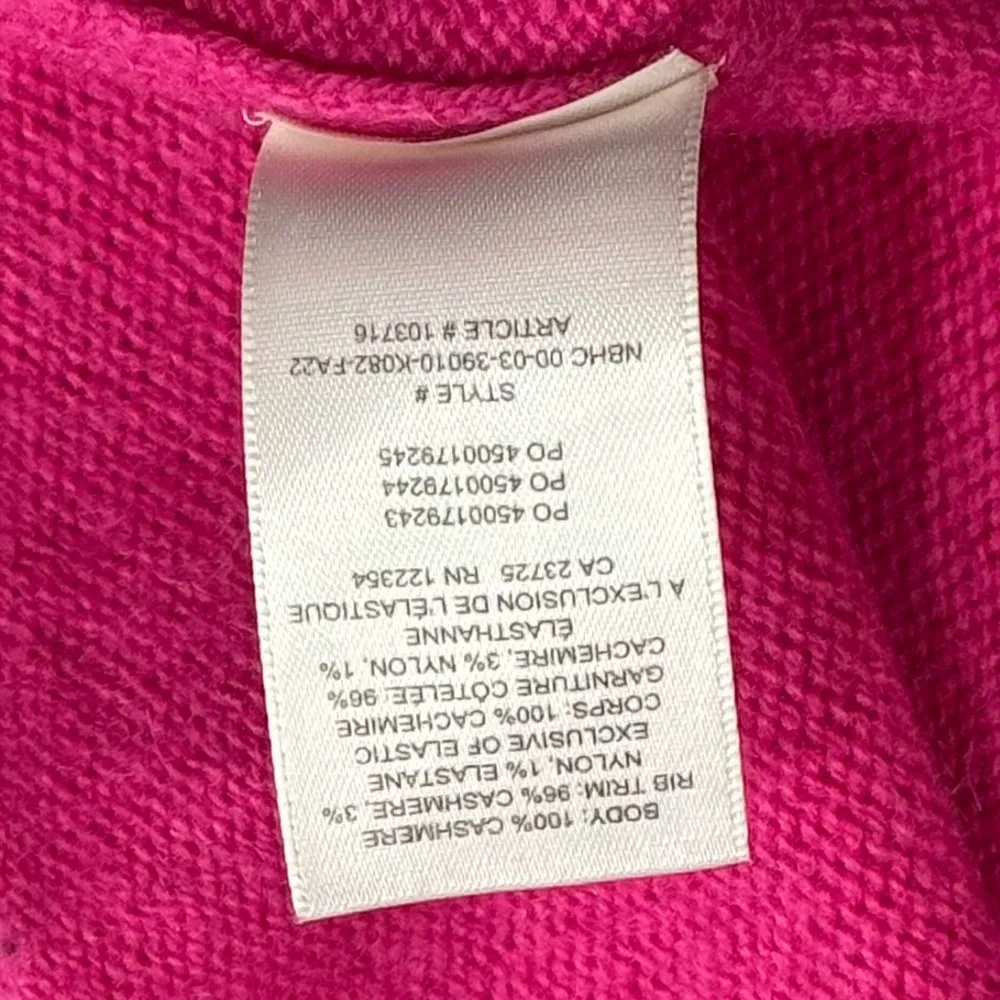 BODY: 100% CASHMERE
RIB TRIM: 96% CASHMERE, 3%
NYLON, 1% ELASTANE
EXCLUSIVE OF ELASTIC
CORPS: 100% CACHEMIRE
GARNITURE CÔTELÉE: 96%
CACHEMIRE, 3% NYLON, 1%
ÉLASTHANNE
A L'EXCLUSION DE L'ÉLASTIQUE
CA 23725 RN 122354
PO 4500179243
PO 4500179244
PO 4500179245
STYLE #
NBHC 00-03-39010-K082-FA22
ARTICLE # 103716